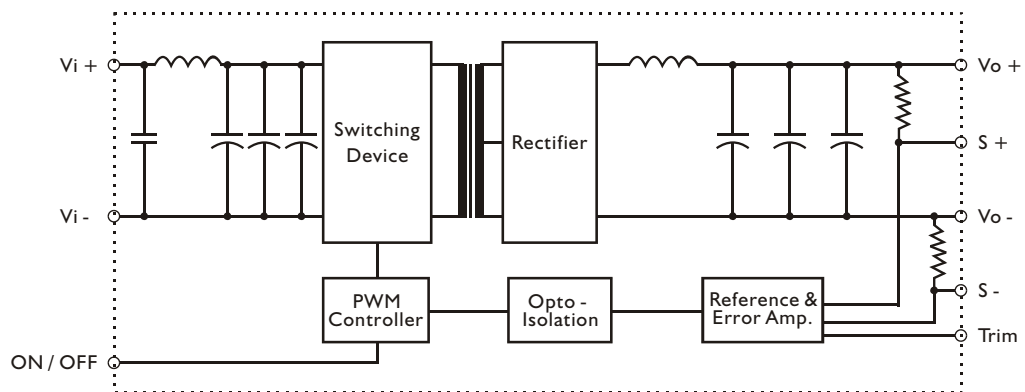 Vi +
Switching
Device
Rectifier
Vo +
S +
Vi -
Vo -
PWM
Controller
Opto -
Isolation
Reference &
Error Amp.
S -
Trim
ON / OFF